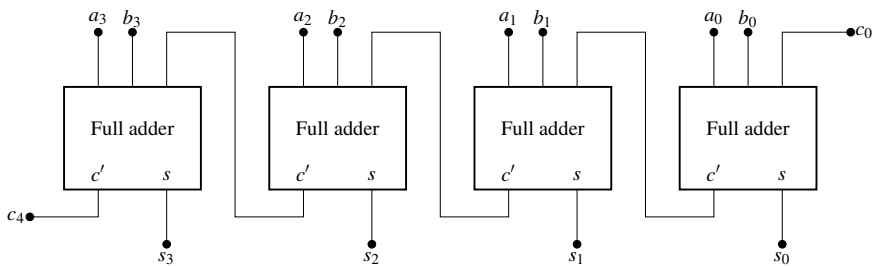 a₃ b₃ a₂ b₂ a₁ b₁ a₀ b₀
c₀
Full adder Full adder Full adder Full adder
c′ s c′ s c′ s c′ s
c₄
s₃ s₂ s₁ s₀